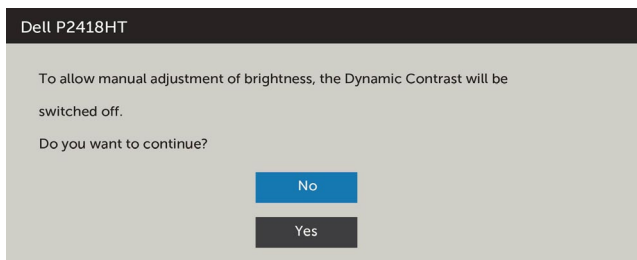 Dell P2418HT
To allow manual adjustment of brightness, the Dynamic Contrast will be
switched off.
Do you want to continue?
No
Yes